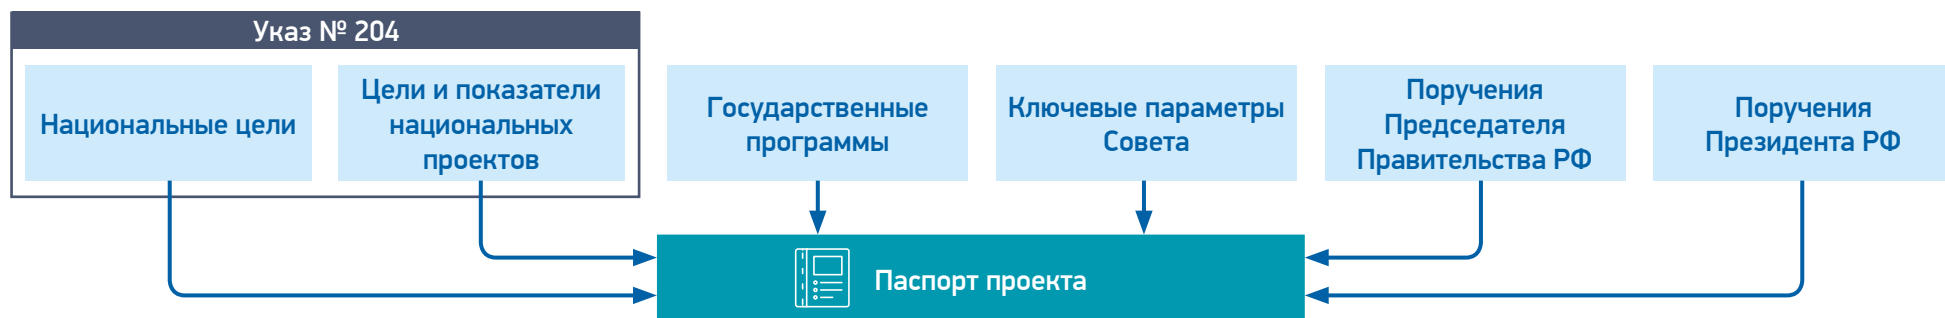 Указ № 204
Национальные цели
Цели и показатели
национальных
проектов
Государственные
программы
Ключевые параметры
Совета
Поручения
Председателя
Правительства РФ
Поручения
Президента РФ
Паспорт проекта